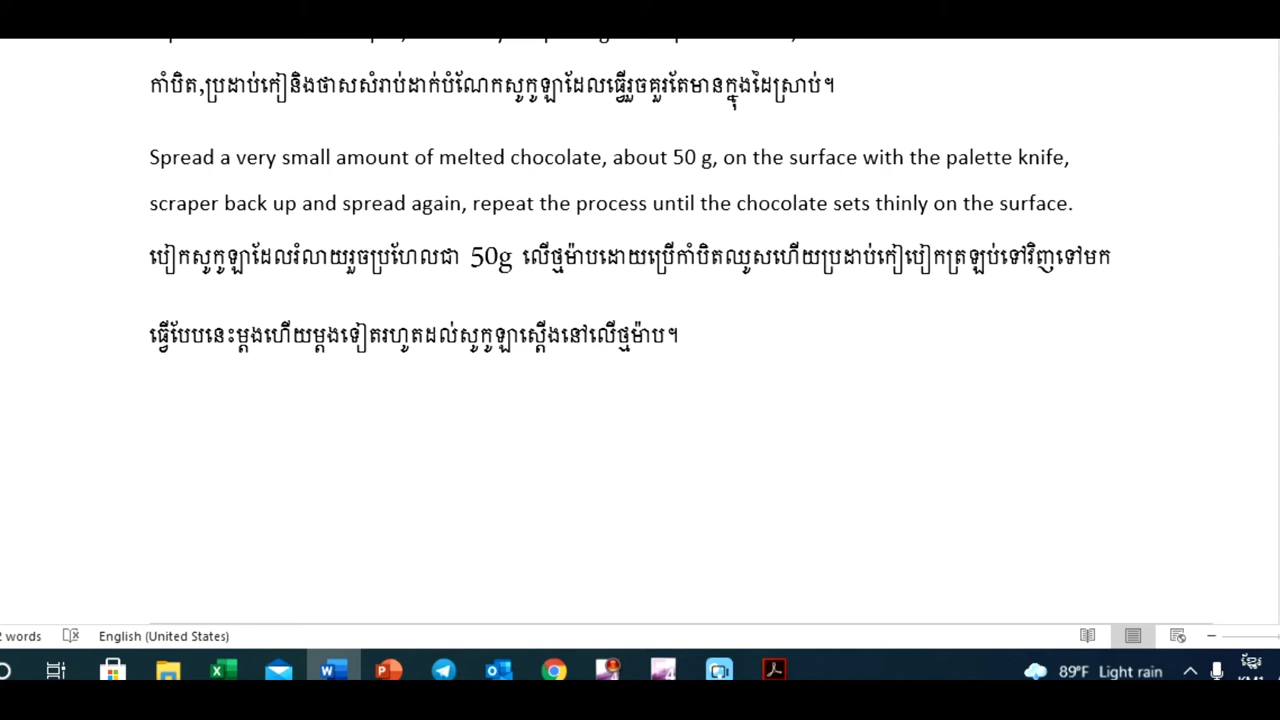 កាំបិត,ប្រដាប់កៀនិងថាសសំរាប់ដាក់បំណែកសូកូឡាដែលធ្វើរួចគួរតែមានក្នុងដៃស្រាប់។
Spread a very small amount of melted chocolate, about 50 g, on the surface with the palette knife,
scraper back up and spread again, repeat the process until the chocolate sets thinly on the surface.
បៀកសូកូឡាដែលរំលាយរួចប្រហែលជា 50g លើថ្មម៉ាបដោយប្រើកាំបិតឈូសហើយប្រដាប់កៀបៀកត្រឡប់ទៅវិញទៅមក
ធ្វើបែបនេះម្ដងហើយម្ដងទៀតរហូតដល់សូកូឡាស្ដើងនៅលើថ្មម៉ាប។
words English (United States)
89°F Light rain
ខ្មែរ